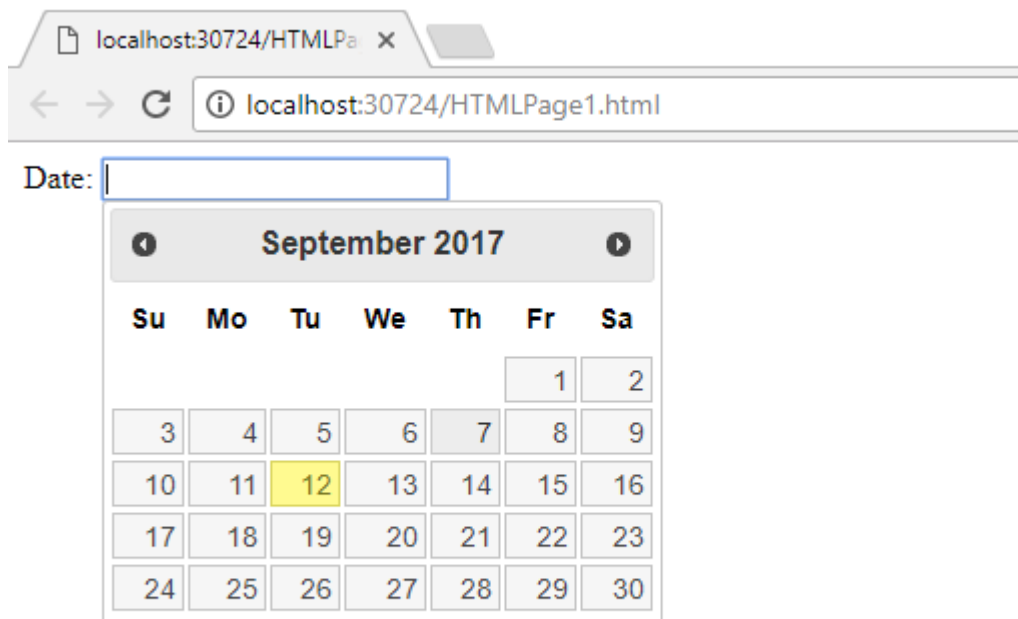 localhost:30724/HTMLPa
localhost:30724/HTMLPage1.html
Date:
September 2017
Su Mo Tu We Th Fr Sa
1 2
3 4 5 6 7 8 9
10 11 12 13 14 15 16
17 18 19 20 21 22 23
24 25 26 27 28 29 30